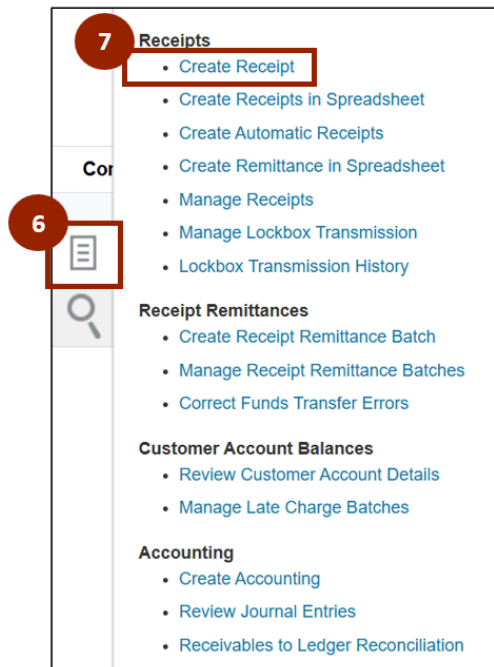 7
Receipts
Create Receipt
Create Receipts in Spreadsheet
Create Automatic Receipts
Cor
Create Remittance in Spreadsheet
Manage Receipts
6
Manage Lockbox Transmission
Lockbox Transmission History
Receipt Remittances
Create Receipt Remittance Batch
Manage Receipt Remittance Batches
Correct Funds Transfer Errors
Customer Account Balances
Review Customer Account Details
Manage Late Charge Batches
Accounting
Create Accounting
Review Journal Entries
Receivables to Ledger Reconciliation